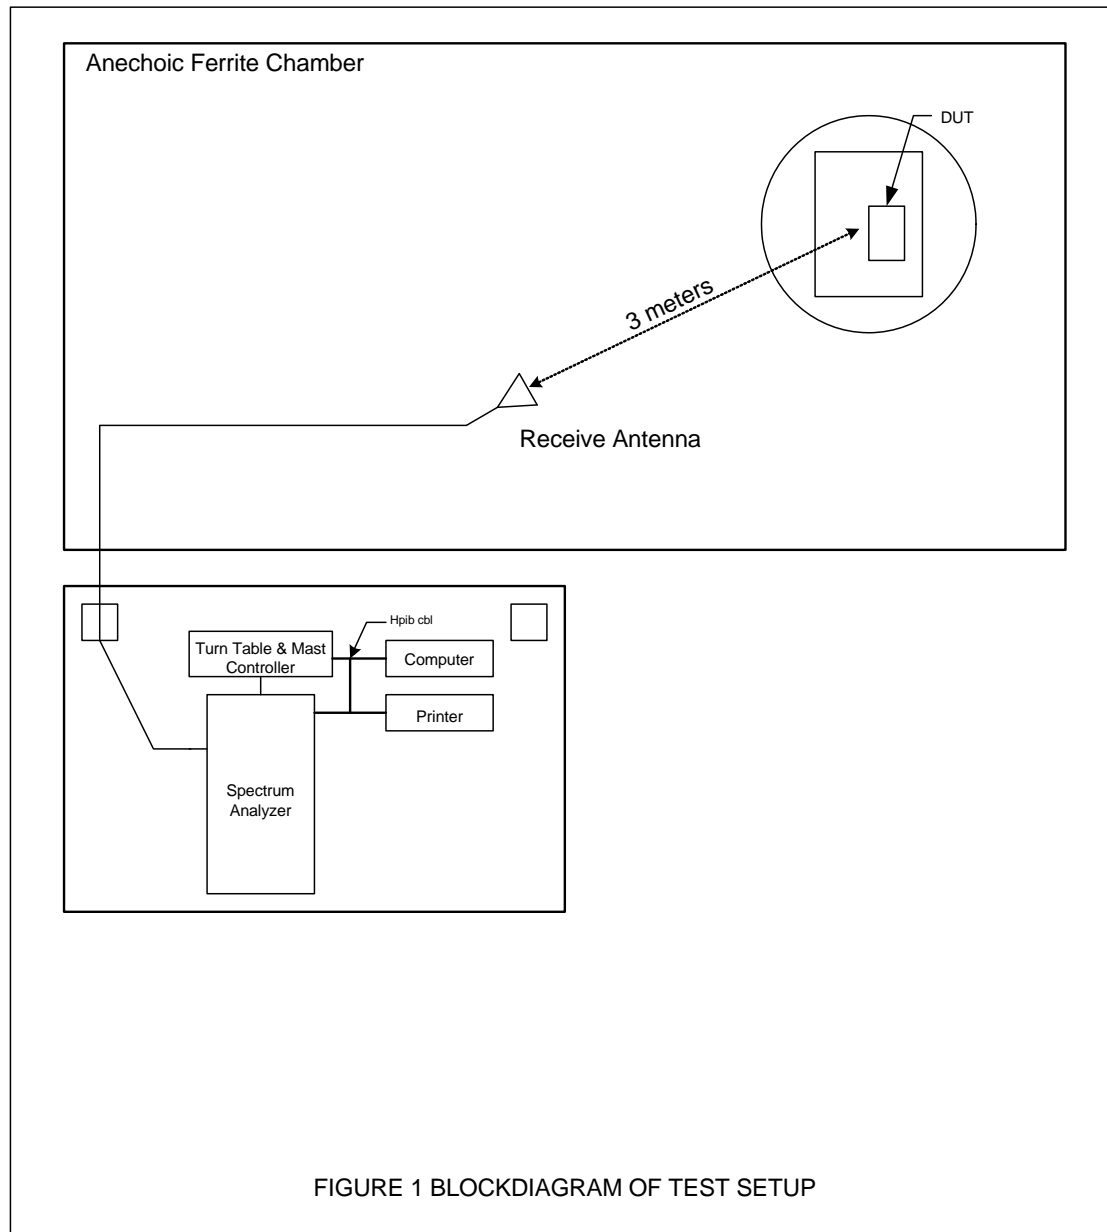 Anechoic Ferrite Chamber
DUT
3 meters
Receive Antenna
Hpib cbl
Turn Table & Mast
Controller
Computer
Printer
Spectrum
Analyzer
FIGURE 1 BLOCKDIAGRAM OF TEST SETUP